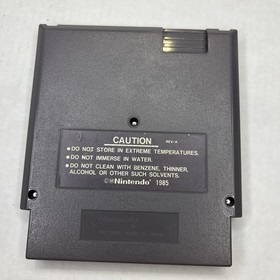 CAUTION REV-A
• DO NOT STORE IN EXTREME TEMPERATURES.
• DO NOT IMMERSE IN WATER.
• DO NOT CLEAN WITH BENZENE, THINNER,
ALCOHOL OR OTHER SUCH SOLVENTS.
©Nintendo® 1985